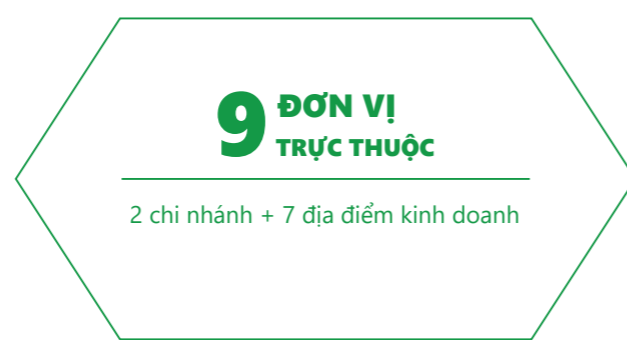 9 ĐƠN VỊ
TRỰC THUỘC
2 chi nhánh + 7 địa điểm kinh doanh